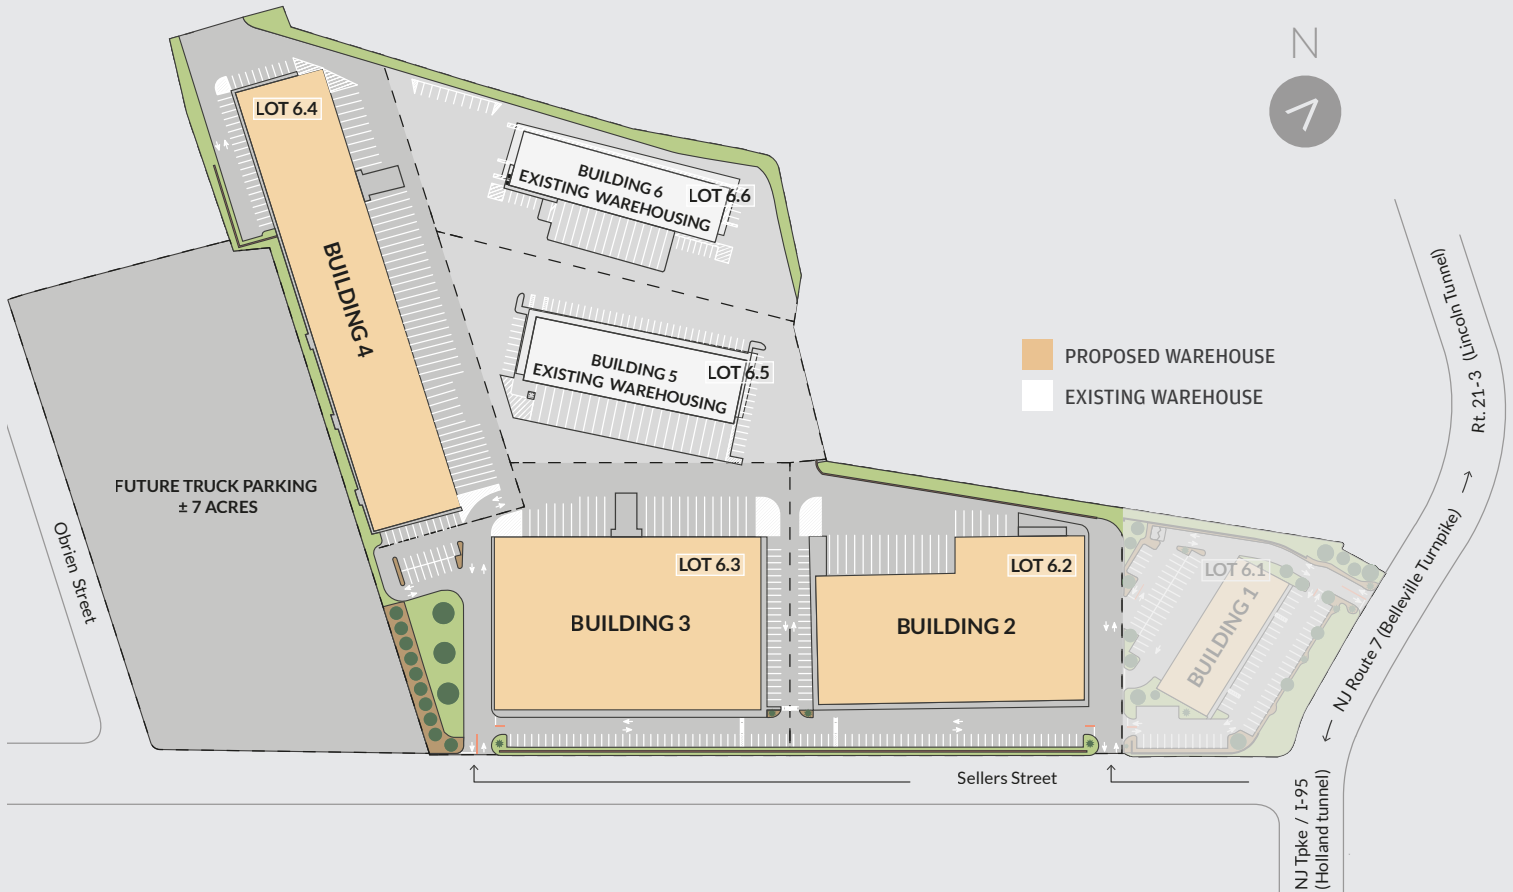 N
LOT 6.4
BUILDING 4
BUILDING 6
EXISTING WAREHOUSING
LOT 6.6
BUILDING 5
EXISTING WAREHOUSING
LOT 6.5
PROPOSED WAREHOUSE
EXISTING WAREHOUSE
Rt. 21-3 (Lincoln Tunnel)
FUTURE TRUCK PARKING
± 7 ACRES
Obrien Street
LOT 6.3
BUILDING 3
LOT 6.2
BUILDING 2
LOT 6.1
BUILDING 1
NJ Route 7 (Belleville Turnpike)
Sellers Street
NJ Tpke / I-95
(Holland tunnel)